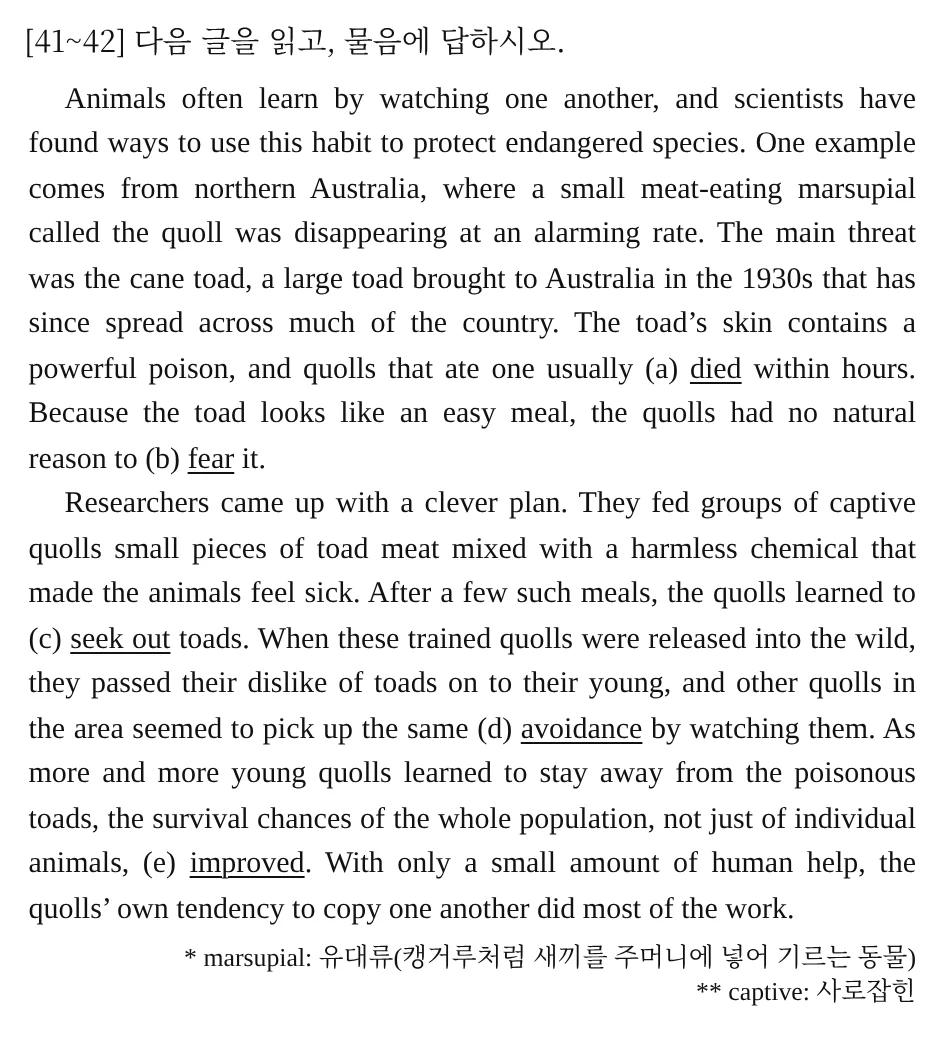 [41~42] 다음 글을 읽고, 물음에 답하시오.
Animals often learn by watching one another, and scientists have
found ways to use this habit to protect endangered species. One example
comes from northern Australia, where a small meat-eating marsupial
called the quoll was disappearing at an alarming rate. The main threat
was the cane toad, a large toad brought to Australia in the 1930s that has
since spread across much of the country. The toad’s skin contains a
powerful poison, and quolls that ate one usually (a) died within hours.
Because the toad looks like an easy meal, the quolls had no natural
reason to (b) fear it.
Researchers came up with a clever plan. They fed groups of captive
quolls small pieces of toad meat mixed with a harmless chemical that
made the animals feel sick. After a few such meals, the quolls learned to
(c) seek out toads. When these trained quolls were released into the wild,
they passed their dislike of toads on to their young, and other quolls in
the area seemed to pick up the same (d) avoidance by watching them. As
more and more young quolls learned to stay away from the poisonous
toads, the survival chances of the whole population, not just of individual
animals, (e) improved. With only a small amount of human help, the
quolls’ own tendency to copy one another did most of the work.
* marsupial: 유대류(캥거루처럼 새끼를 주머니에 넣어 기르는 동물)
** captive: 사로잡힌